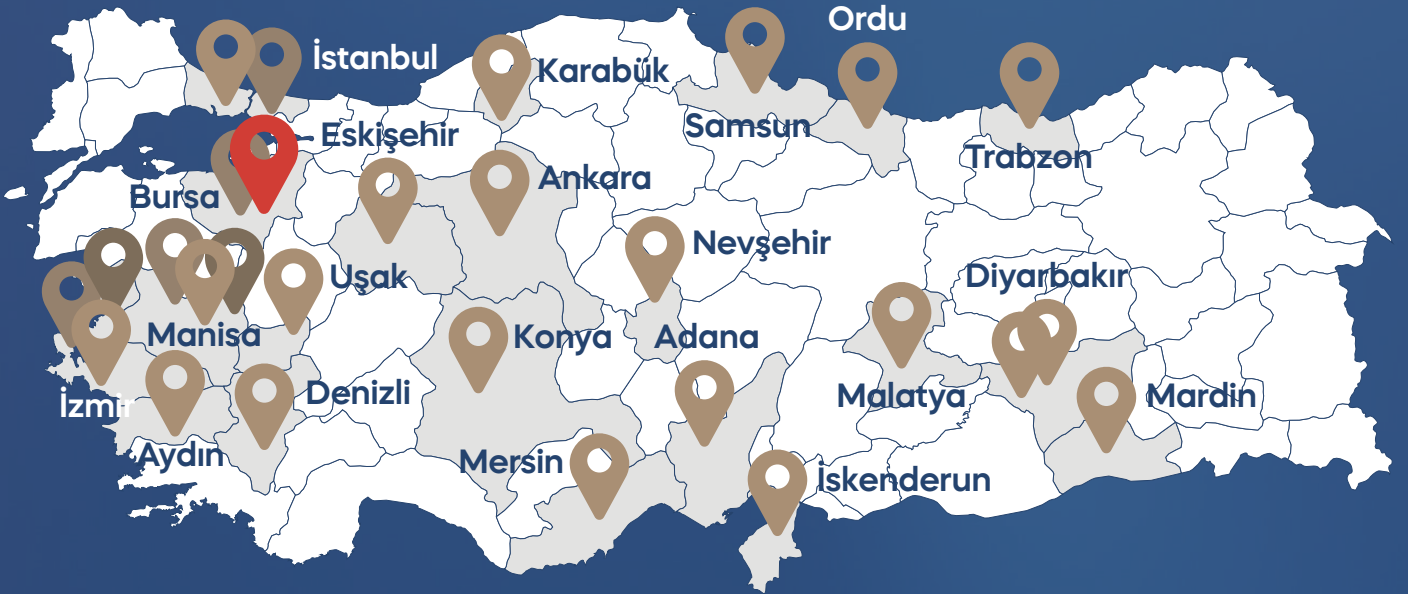 Ordu
İstanbul
Karabük
Samsun
Eskişehir
Trabzon
Ankara
Bursa
Nevşehir
Uşak
Diyarbakır
Manisa
Konya
Adana
Denizli
Malatya
Mardin
İzmir
Aydın
Mersin
İskenderun